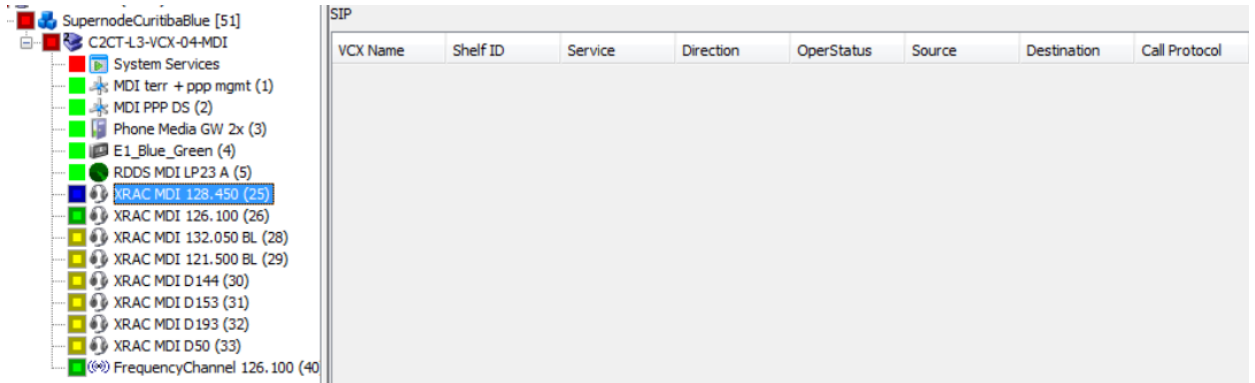 SupernodeCuritibaBlue [51]
C2CT-L3-VCX-04-MDI
System Services
MDI terr + ppp mgmt (1)
MDI PPP DS (2)
Phone Media GW 2x (3)
E1_Blue_Green (4)
RDDS MDI LP23 A (5)
XRAC MDI 128.450 (25)
XRAC MDI 126.100 (26)
XRAC MDI 132.050 BL (28)
XRAC MDI 121.500 BL (29)
XRAC MDI D144 (30)
XRAC MDI D153 (31)
XRAC MDI D193 (32)
XRAC MDI D50 (33)
FrequencyChannel 126.100 (40
SIP
VCX Name Shelf ID Service Direction OperStatus Source Destination Call Protocol